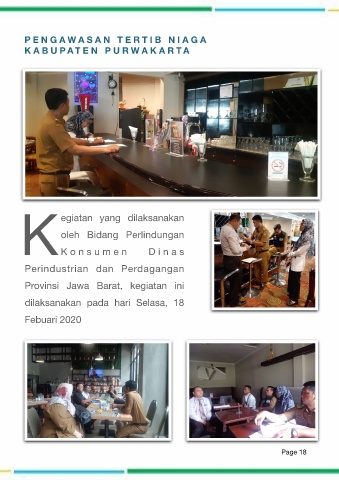 PENGAWASAN TERTIB NIAGA
KABUPATEN PURWAKARTA
Kegiatan yang dilaksanakan
oleh Bidang Perlindungan
Konsumen Dinas
Perindustrian dan Perdagangan
Provinsi Jawa Barat, kegiatan ini
dilaksanakan pada hari Selasa, 18
Febuari 2020
Page 18